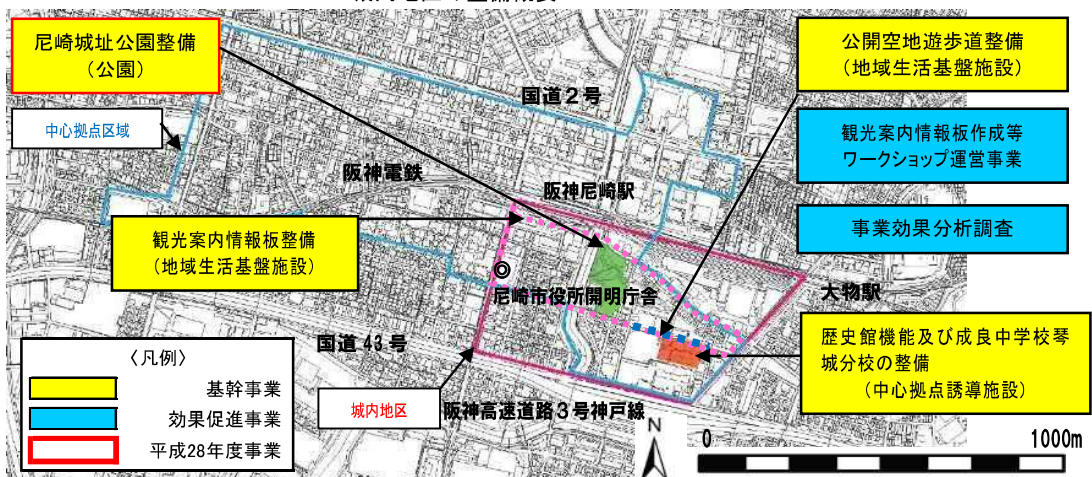 尼崎城址公園整備
（公園）
公開空地遊歩道整備
（地域生活基盤施設）
国道２号
中心拠点区域
観光案内情報板作成等
ワークショップ運営事業
阪神電鉄
阪神尼崎駅
事業効果分析調査
観光案内情報板整備
（地域生活基盤施設）
尼崎市役所開明庁舎
大物駅
国道43号
歴史館機能及び成良中学校琴
城分校の整備
（中心拠点誘導施設）
〈凡例〉
基幹事業
効果促進事業
平成28年度事業
城内地区
阪神高速道路３号神戸線
N
0
1000m